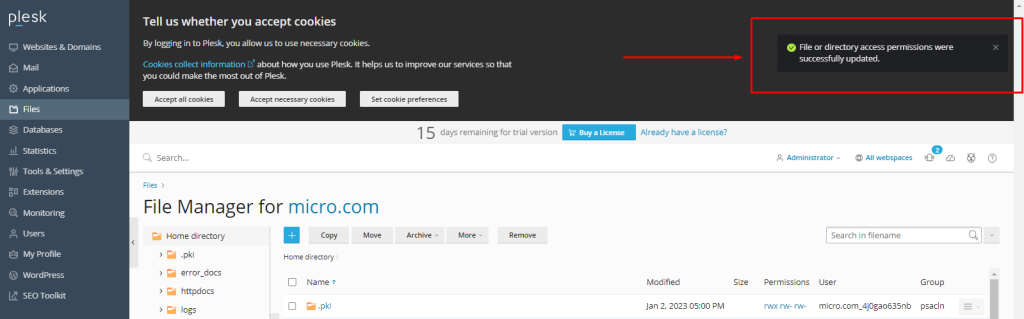 plesk
Websites & Domains
Mail
Applications
Files
Databases
Statistics
Tools & Settings
Extensions
Monitoring
Users
My Profile
WordPress
SEO Toolkit
Tell us whether you accept cookies
By logging in to Plesk, you allow us to use necessary cookies.
Cookies collect information about how you use Plesk. It helps us to improve our services so that
you could make the most out of Plesk.
Accept all cookies
Accept necessary cookies
Set cookie preferences
File or directory access permissions were
successfully updated.
15 days remaining for trial version
Buy a License
Already have a license?
Search...
Administrator
All webspaces
2
Files
File Manager for micro.com
Home directory
.pki
error_docs
httpdocs
logs
Copy
Move
Archive
More
Remove
Search in filename
Home directory
Name
Modified
Size
Permissions
User
Group
.pki
Jan 2, 2023 05:00 PM
rwx rw- rw-
micro.com_4j0gao635nb
psacln